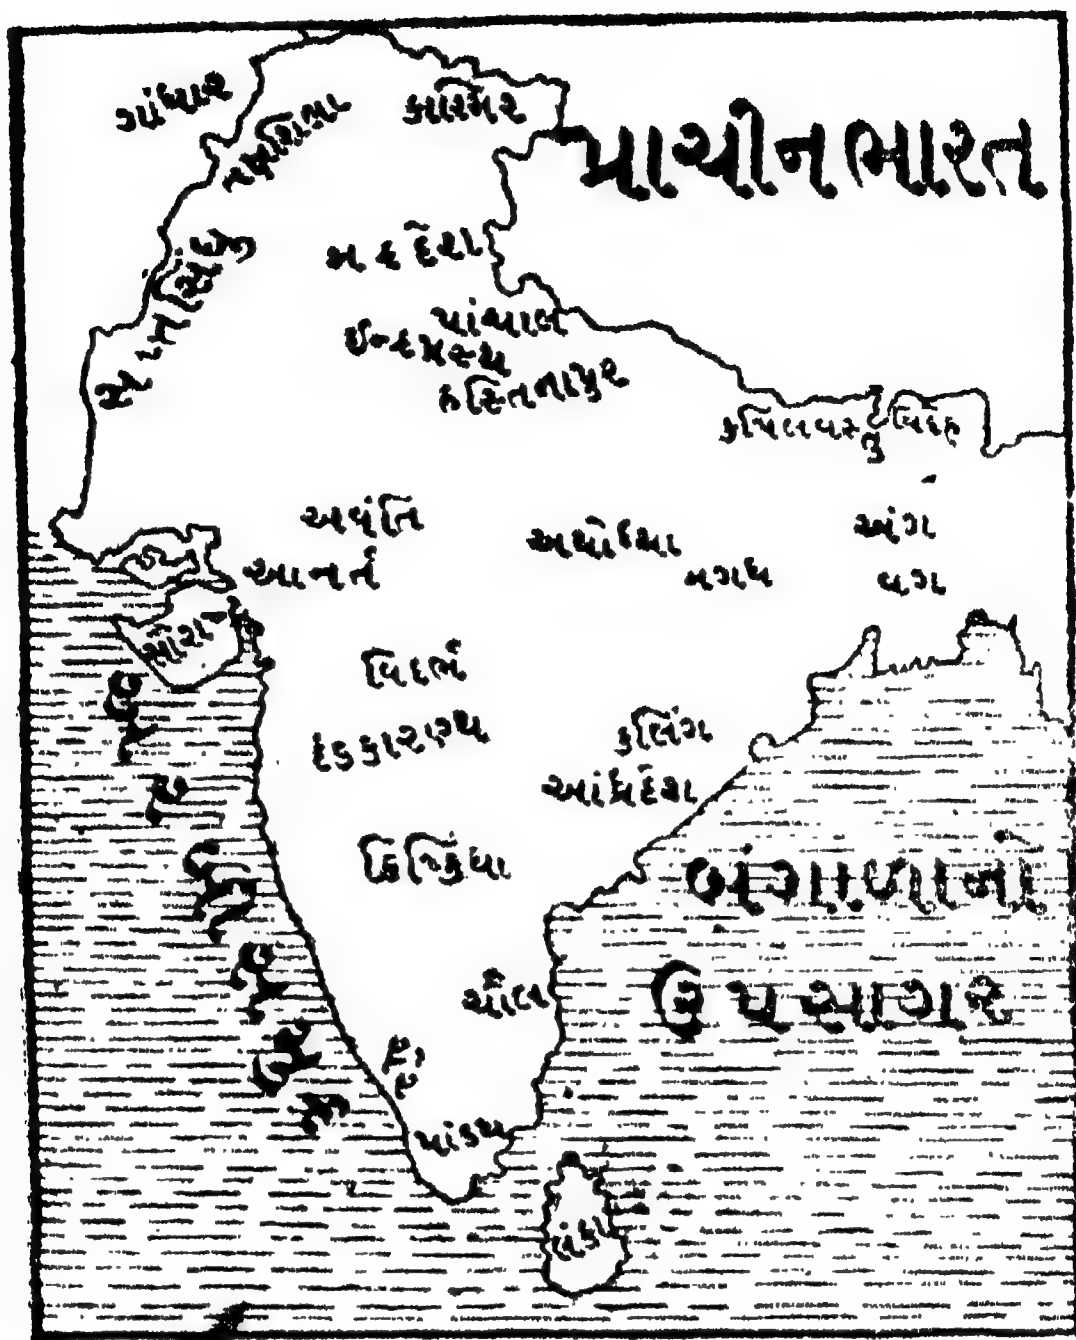 પ્રાચીન ભારત
ગાંધાર
તક્ષશિલા
કાશ્મિર
મદ્રદેશ
પાંચાલ
ઈન્દ્રપ્રસ્થ
હસ્તિનાપુર
કપિલવસ્તુ
વિદેહ
અવંતિ
આનર્ત
અયોધ્યા
મગધ
અંગ
વંગ
સૌરાષ્ટ્ર
વિદર્ભ
દંડકારણ્ય
કલિંગ
આંધ્રદેશ
કિષ્કિંધા
બંગાળાનો
ઉપસાગર
ચૌલ
પાંડય
લંકા